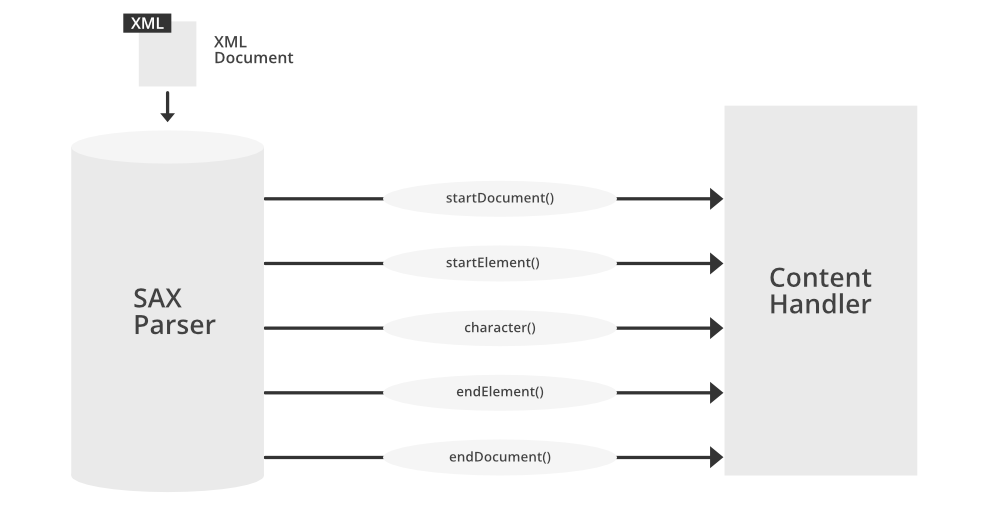 XML
XML
Document
startDocument()
startElement()
SAX
Parser
character()
Content
Handler
endElement()
endDocument()